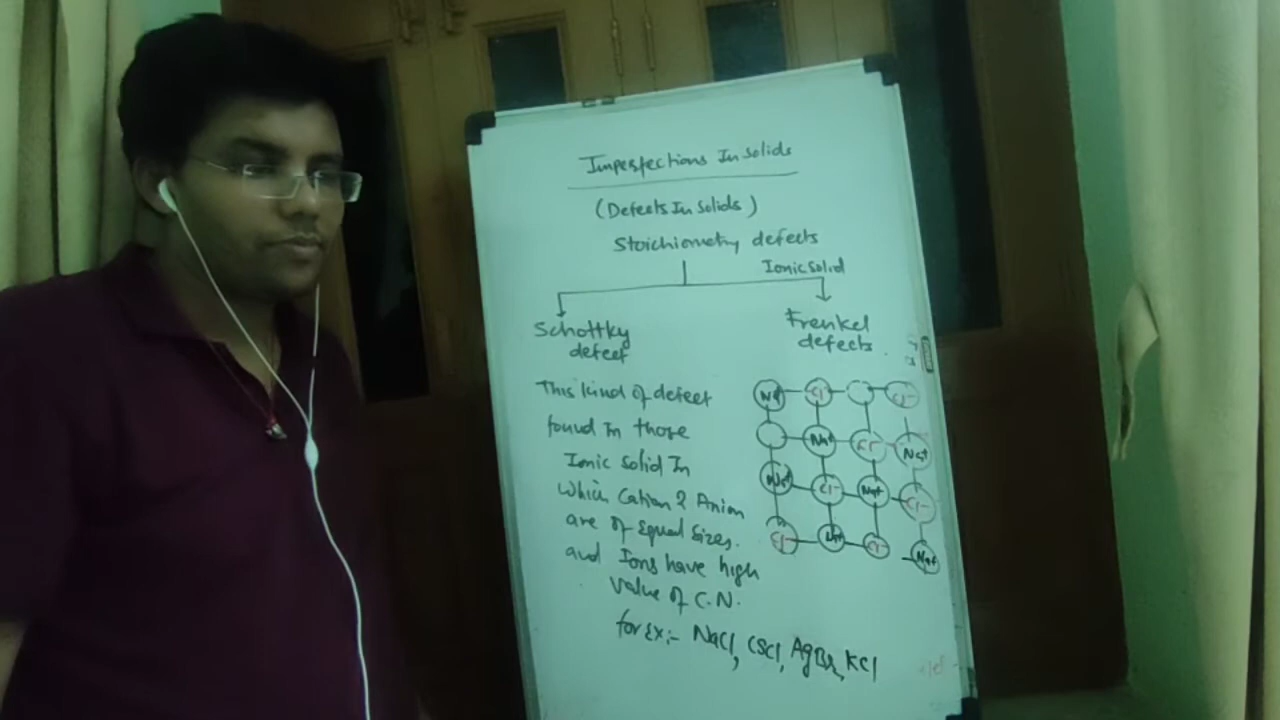 Imperfections In solids
(Defects In Solids)
Stoichiometry defects
Ionic solid
Schottky
defect
Frenkel
defects
This kind of defect
found In those
Ionic Solid In
which Cation & Anion
are of Equal Sizes.
and Ions have high
value of C.N.
for Ex:- NaCl, CSCl, AgBr, KCl
Na+ Cl- Cl-
Na+ Cl- Na+
Na+ Cl- Na+ Cl-
Cl- Na+ Cl- Na+